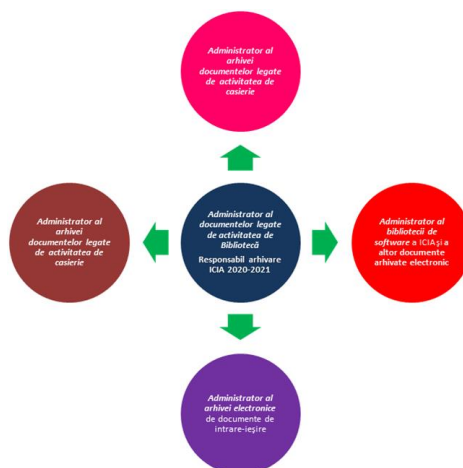 Administrator al
arhivei
documentelor legate
de activitatea de
casierie
Administrator al
arhivei
documentelor legate
de activitatea de
casierie
Administrator al
documentelor legate
de activitatea de
Bibliotecă
Responsabil arhivare
ICIA 2020-2021
Administrator al
bibliotecii de
software a ICIA și a
altor documente
arhivate electronic
Administrator al
arhivei electronice
de documente de
intrare-ieșire